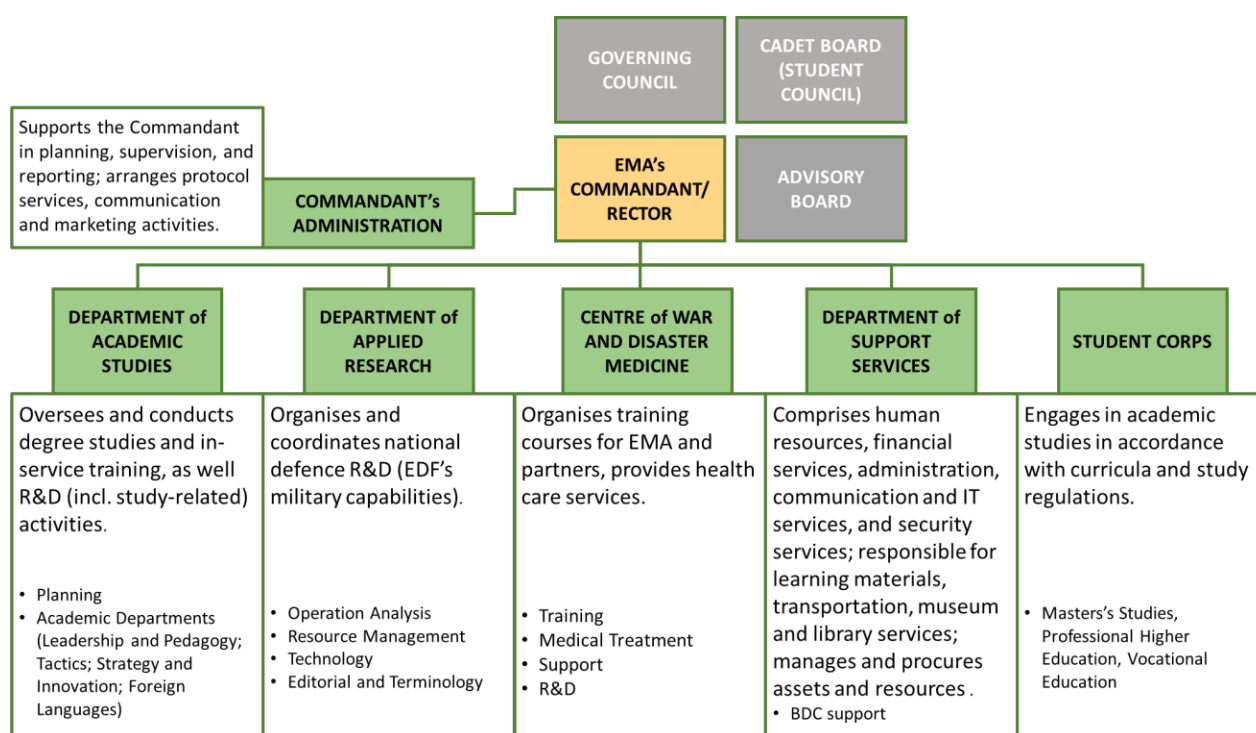 GOVERNING
COUNCIL
CADET BOARD
(STUDENT
COUNCIL)
Supports the Commandant
in planning, supervision, and
reporting; arranges protocol
services, communication
and marketing activities.
COMMANDANT's
ADMINISTRATION
EMA's
COMMANDANT/
RECTOR
ADVISORY
BOARD
DEPARTMENT of
ACADEMIC
STUDIES
DEPARTMENT of
APPLIED
RESEARCH
CENTRE of WAR
AND DISASTER
MEDICINE
DEPARTMENT of
SUPPORT
SERVICES
STUDENT CORPS
Oversees and conducts
degree studies and in-
service training, as well
R&D (incl. study-related)
activities.
• Planning
• Academic Departments
(Leadership and Pedagogy;
Tactics; Strategy and
Innovation; Foreign
Languages)
Organises and
coordinates national
defence R&D (EDF's
military capabilities).
• Operation Analysis
• Resource Management
• Technology
• Editorial and Terminology
Organises training
courses for EMA and
partners, provides health
care services.
• Training
• Medical Treatment
• Support
• R&D
Comprises human
resources, financial
services, administration,
communication and IT
services, and security
services; responsible for
learning materials,
transportation, museum
and library services;
manages and procures
assets and resources .
• BDC support
Engages in academic
studies in accordance
with curricula and study
regulations.
• Masters's Studies,
Professional Higher
Education, Vocational
Education